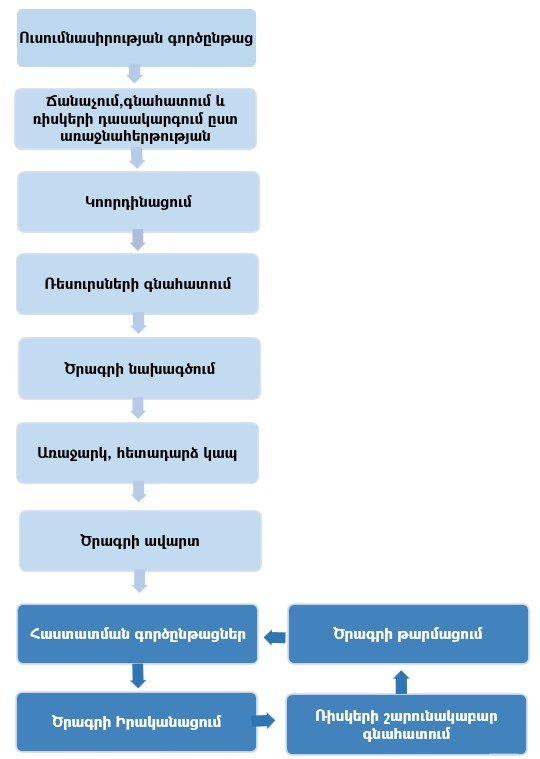 Ուսումնասիրության գործընթաց
Ճանաչում,գնահատում և
ռիսկերի դասակարգում ըստ
առաջնահերթության
Կոորդինացում
Ռեսուրսների գնահատում
Ծրագրի նախագծում
Առաջարկ, հետադարձ կապ
Ծրագրի ավարտ
Հաստատման գործընթացներ
Ծրագրի թարմացում
Ծրագրի Իրականացում
Ռիսկերի շարունակաբար
գնահատում